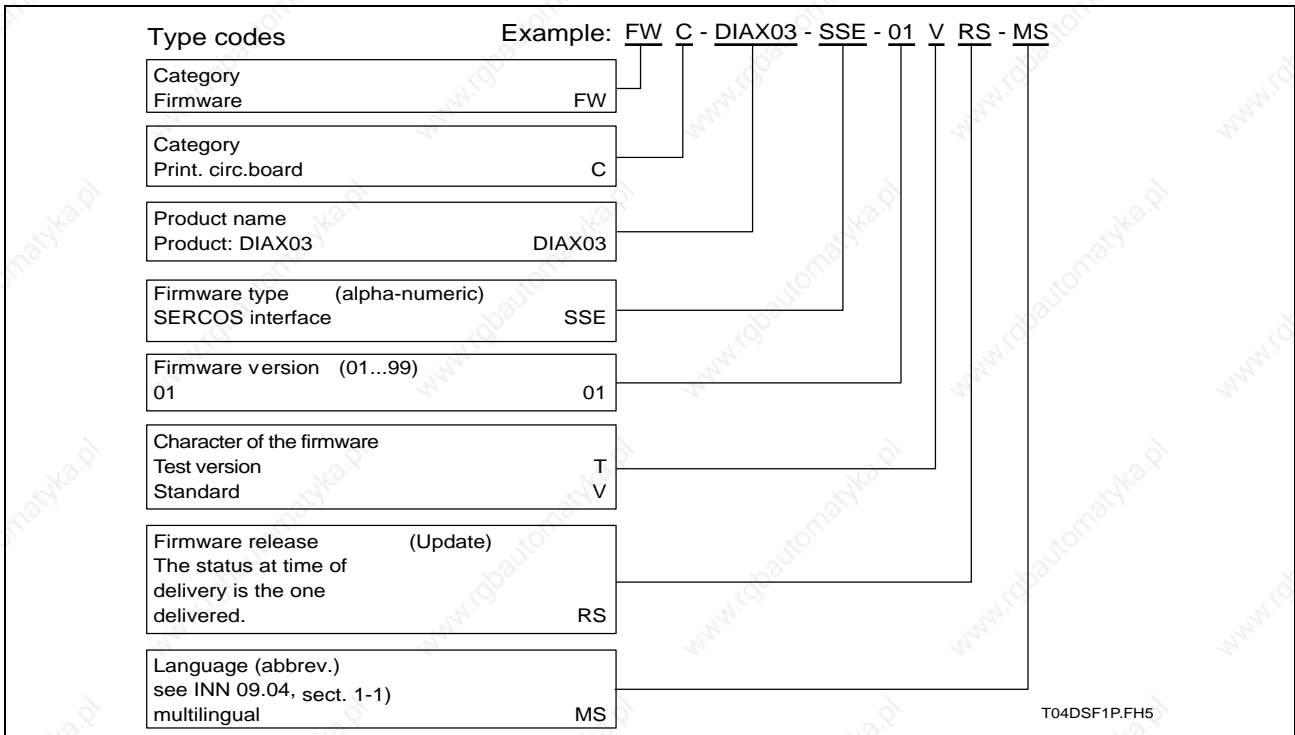 Type codes
Example: FW C - DIAX03 - SSE - 01 V RS - MS
Category
Firmware FW
Category
Print. circ.board C
Product name
Product: DIAX03 DIAX03
Firmware type (alpha-numeric)
SERCOS interface SSE
Firmware version (01...99)
01 01
Character of the firmware
Test version T
Standard V
Firmware release (Update)
The status at time of
delivery is the one
delivered. RS
Language (abbrev.)
see INN 09.04, sect. 1-1)
multilingual MS
T04DSF1P.FH5
www.rgbautomatyka.pl